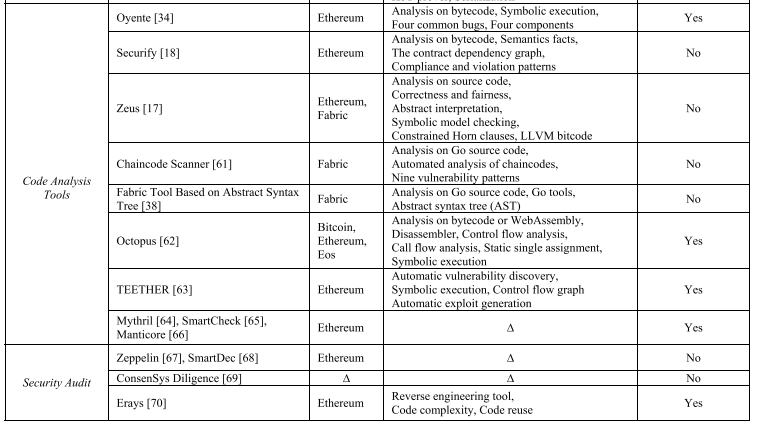 Oyente [34]
Ethereum
Analysis on bytecode, Symbolic execution,
Four common bugs, Four components
Yes
Securify [18]
Ethereum
Analysis on bytecode, Semantics facts,
The contract dependency graph,
Compliance and violation patterns
No
Zeus [17]
Ethereum,
Fabric
Analysis on source code,
Correctness and fairness,
Abstract interpretation,
Symbolic model checking,
Constrained Horn clauses, LLVM bitcode
No
Code Analysis
Tools
Chaincode Scanner [61]
Fabric
Analysis on Go source code,
Automated analysis of chaincodes,
Nine vulnerability patterns
No
Fabric Tool Based on Abstract Syntax
Tree [38]
Fabric
Analysis on Go source code, Go tools,
Abstract syntax tree (AST)
No
Octopus [62]
Bitcoin,
Ethereum,
Eos
Analysis on bytecode or WebAssembly,
Disassembler, Control flow analysis,
Call flow analysis, Static single assignment,
Symbolic execution
Yes
TEETHER [63]
Ethereum
Automatic vulnerability discovery,
Symbolic execution, Control flow graph
Automatic exploit generation
Yes
Mythril [64], SmartCheck [65],
Manticore [66]
Ethereum
Δ
Yes
Security Audit
Zeppelin [67], SmartDec [68]
Ethereum
Δ
No
ConsenSys Diligence [69]
Δ
Δ
No
Erays [70]
Ethereum
Reverse engineering tool,
Code complexity, Code reuse
Yes